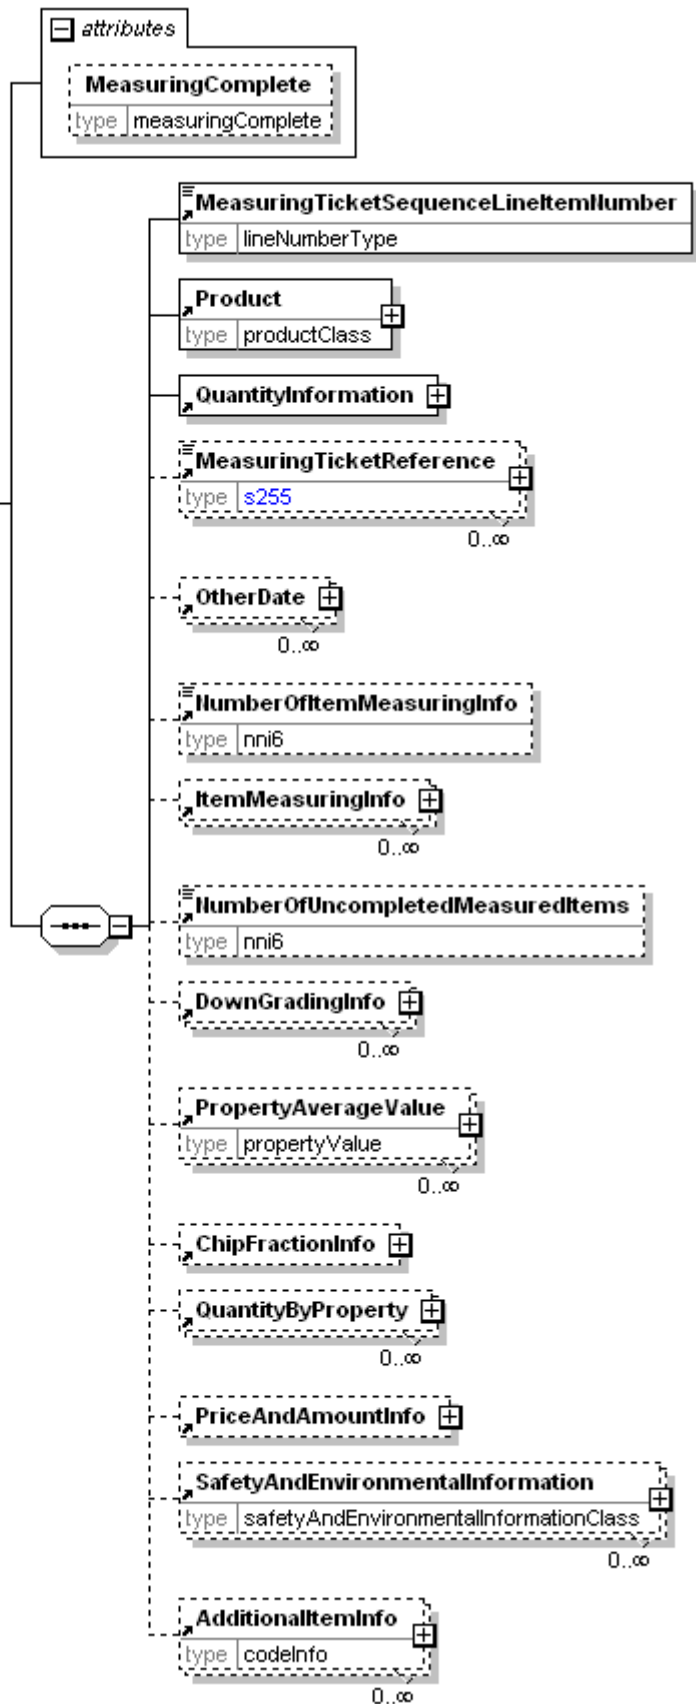 attributes
MeasuringComplete
type measuringComplete
MeasuringTicketSequenceLineItemNumber
type lineNumberType
Product
type productClass
QuantityInformation
MeasuringTicketReference
type s255
0..∞
OtherDate
0..∞
NumberOfItemMeasuringInfo
type nni6
ItemMeasuringInfo
0..∞
NumberOfUncompletedMeasuredItems
type nni6
DownGradingInfo
0..∞
PropertyAverageValue
type propertyValue
0..∞
ChipFractionInfo
QuantityByProperty
0..∞
PriceAndAmountInfo
SafetyAndEnvironmentalInformation
type safetyAndEnvironmentalInformationClass
0..∞
AdditionalItemInfo
type codeInfo
0..∞